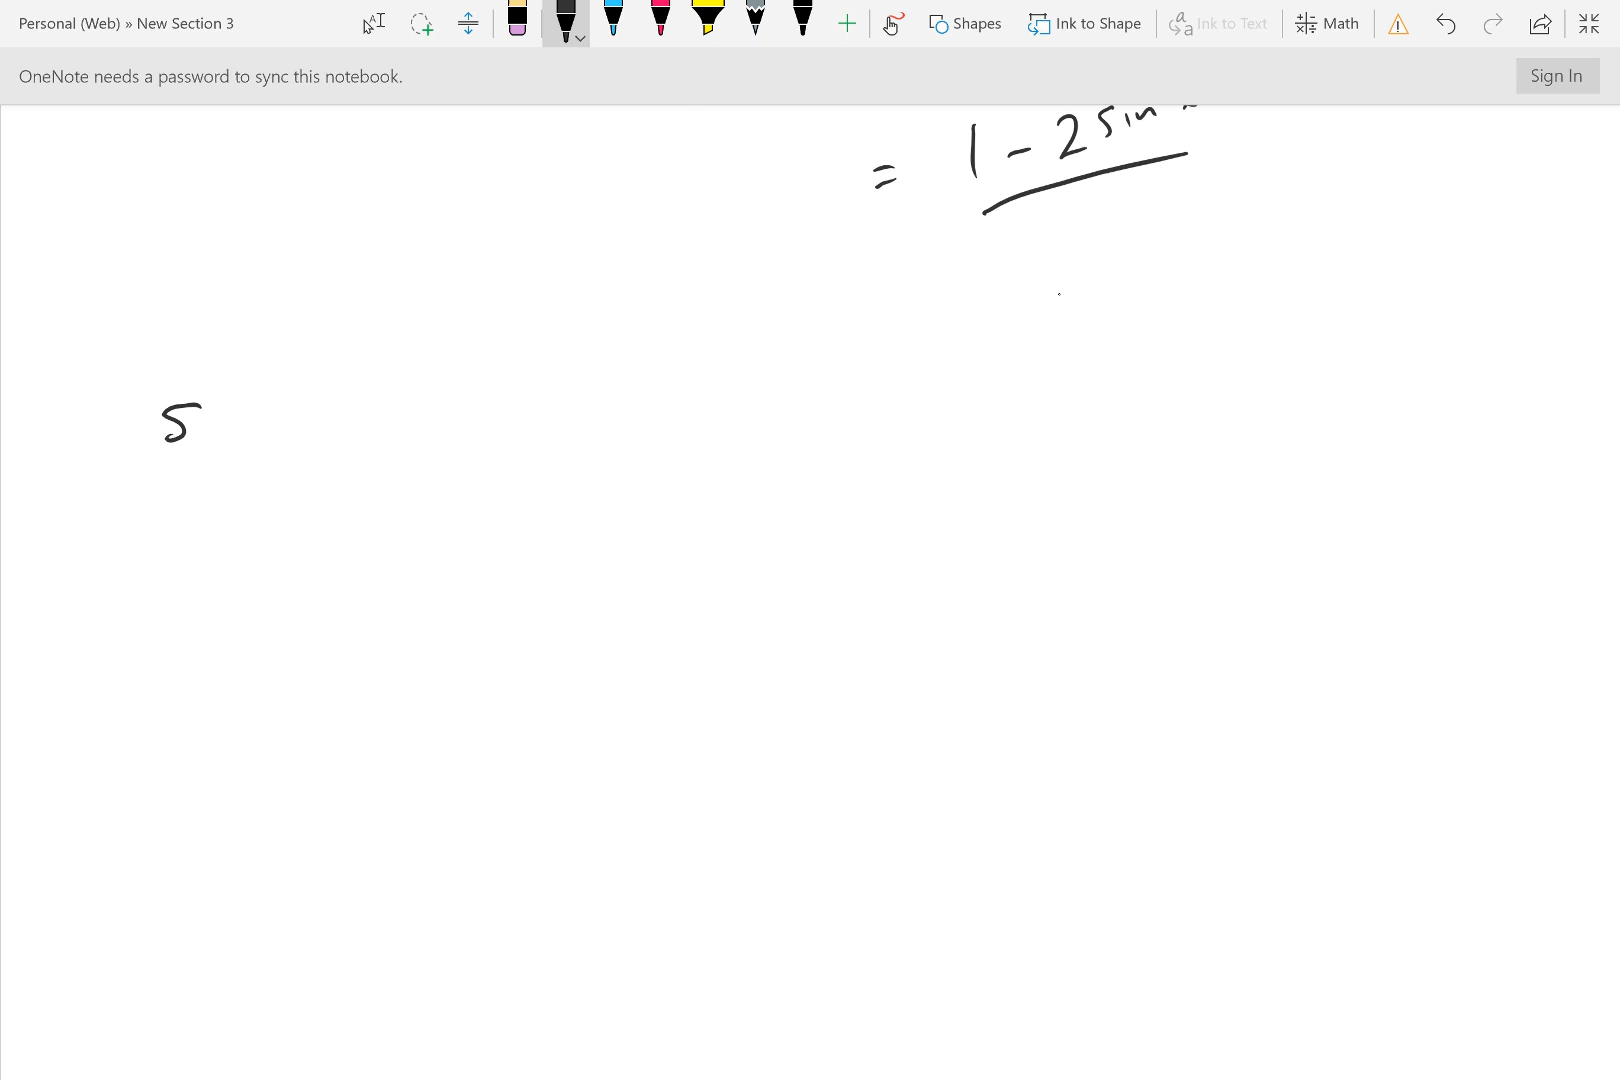 Personal (Web) » New Section 3
Shapes
Ink to Shape
Ink to Text
Math
OneNote needs a password to sync this notebook.
Sign In
= 1 - 2 sin
5